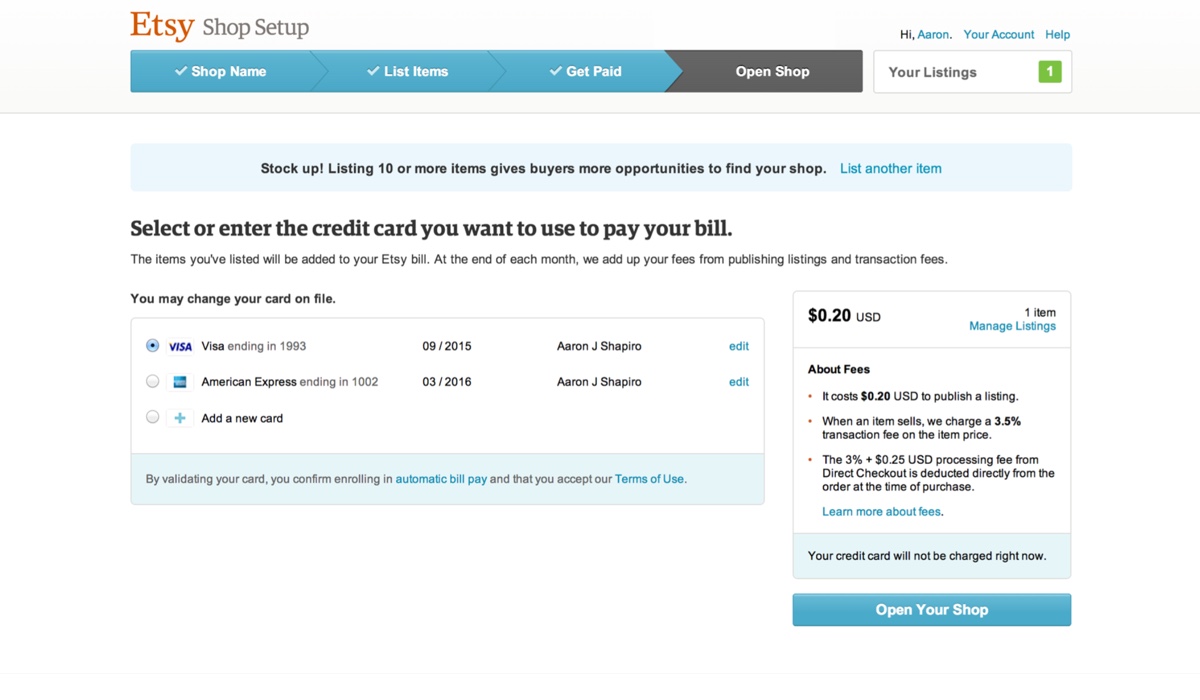 Etsy Shop Setup
Hi, Aaron. Your Account Help
✓ Shop Name ✓ List Items ✓ Get Paid Open Shop Your Listings 1
Stock up! Listing 10 or more items gives buyers more opportunities to find your shop. List another item
Select or enter the credit card you want to use to pay your bill.
The items you've listed will be added to your Etsy bill. At the end of each month, we add up your fees from publishing listings and transaction fees.
You may change your card on file.
VISA Visa ending in 1993 09 / 2015 Aaron J Shapiro edit
American Express ending in 1002 03 / 2016 Aaron J Shapiro edit
+ Add a new card
By validating your card, you confirm enrolling in automatic bill pay and that you accept our Terms of Use.
$0.20 USD
1 item
Manage Listings
About Fees
• It costs $0.20 USD to publish a listing.
• When an item sells, we charge a 3.5%
transaction fee on the item price.
• The 3% + $0.25 USD processing fee from
Direct Checkout is deducted directly from the
order at the time of purchase.
Learn more about fees.
Your credit card will not be charged right now.
Open Your Shop